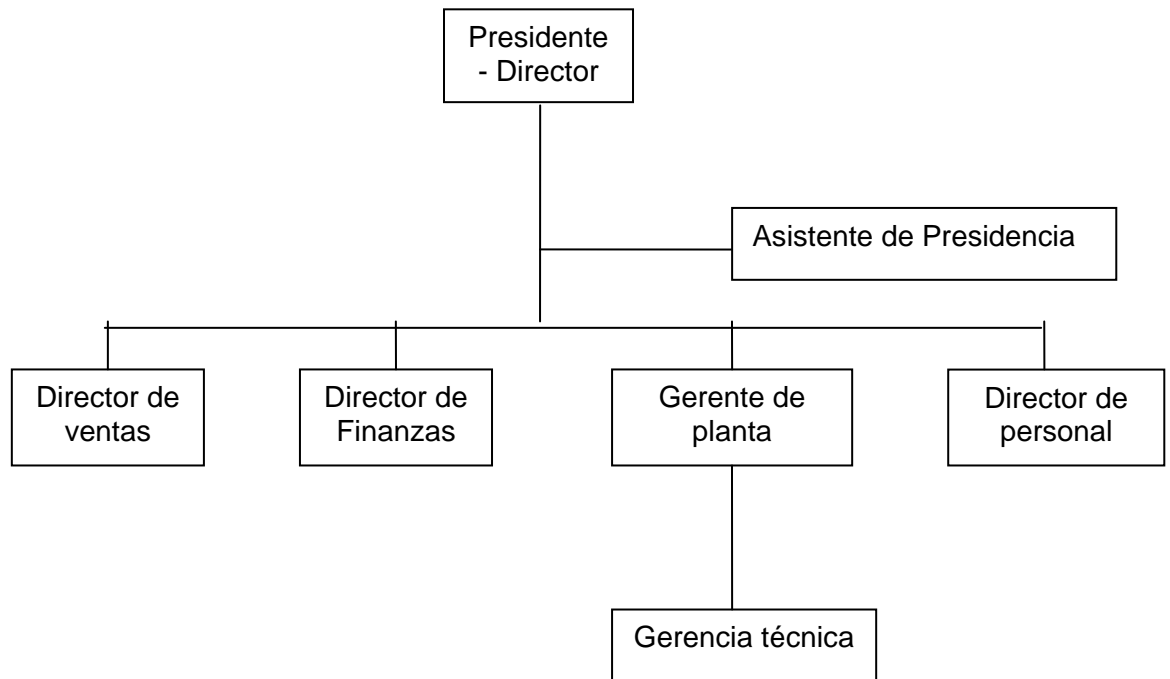 Presidente
- Director
Asistente de Presidencia
Director de
ventas
Director de
Finanzas
Gerente de
planta
Director de
personal
Gerencia técnica